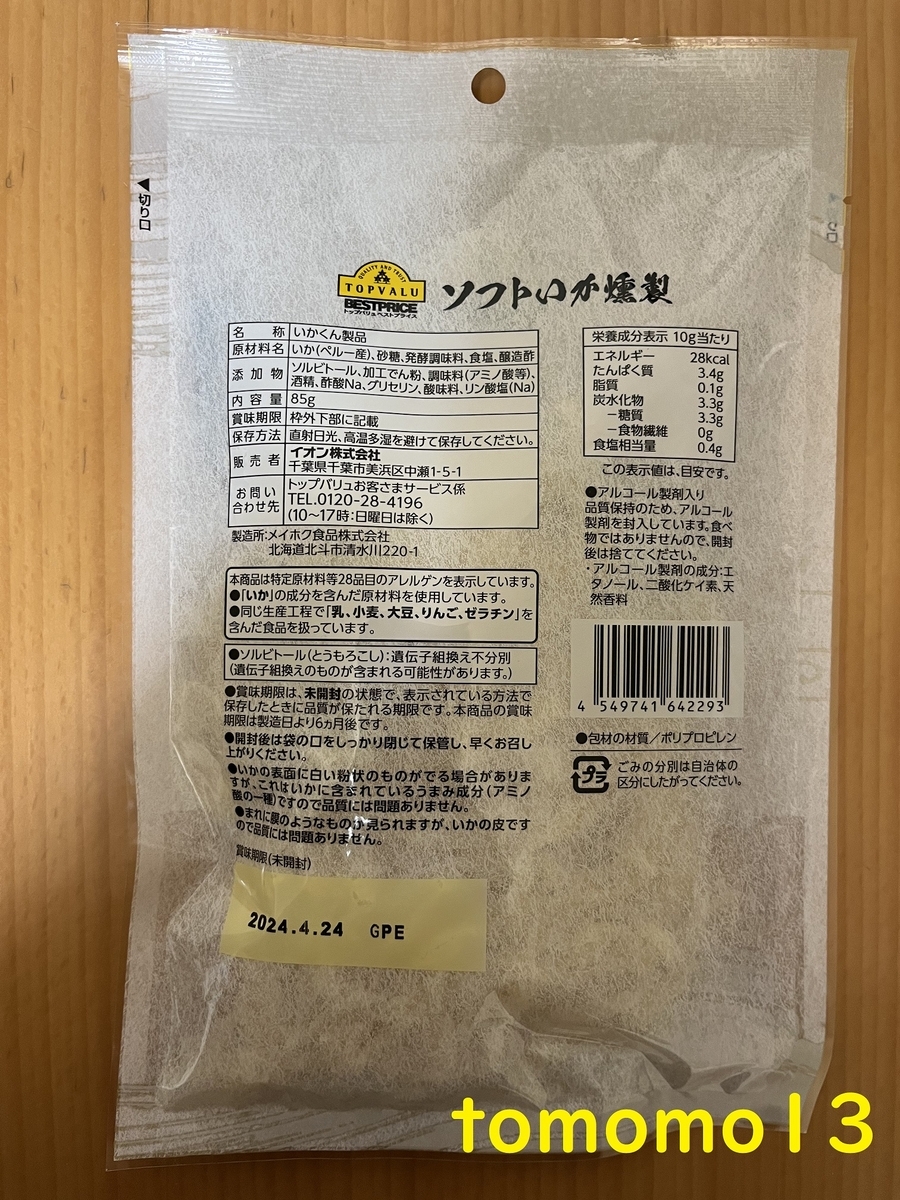 ◀切り口
QUALITY AND TRUST
TOPVALU
BESTPRICE
トップバリュ ベストプライス
ソフトいか燻製
名称 いかくん製品
原材料名 いか(ペルー産)、砂糖、発酵調味料、食塩、醸造酢
添加物 ソルビトール、加工でん粉、調味料(アミノ酸等)、
酒精、酢酸Na、グリセリン、酸味料、リン酸塩(Na)
内容量 85g
賞味期限 枠外下部に記載
保存方法 直射日光、高温多湿を避けて保存してください。
販売者 イオン株式会社
千葉県千葉市美浜区中瀬1-5-1
お問い合わせ先 トップバリュお客さまサービス係
TEL.0120-28-4196
(10〜17時:日曜日は除く)
製造所:メイホク食品株式会社
北海道北斗市清水川220-1
本商品は特定原材料等28品目のアレルゲンを表示しています。
●「いか」の成分を含んだ原材料を使用しています。
●同じ生産工程で「乳、小麦、大豆、りんご、ゼラチン」を
含んだ食品を扱っています。
●ソルビトール(とうもろこし):遺伝子組換え不分別
(遺伝子組換えのものが含まれる可能性があります。)
●賞味期限は、未開封の状態で、表示されている方法で
保存したときに品質が保たれる期限です。本商品の賞味
期限は製造日より6ヵ月後です。
●開封後は袋の口をしっかり閉じて保管し、早くお召し
上がりください。
●いかの表面に白い粉状のものがでる場合がありま
すが、これはいかに含まれているうまみ成分(アミノ
酸の一種)ですので品質には問題ありません。
●まれに膜のようなものが見られますが、いかの皮です
ので品質には問題ありません。
賞味期限(未開封)
2024.4.24 GPE
栄養成分表示 10g当たり
エネルギー 28kcal
たんぱく質 3.4g
脂質 0.1g
炭水化物 3.3g
−糖質 3.3g
−食物繊維 0g
食塩相当量 0.4g
この表示値は、目安です。
●アルコール製剤入り
品質保持のため、アルコール
製剤を封入しています。食べ
物ではありませんので、開封
後は捨ててください。
・アルコール製剤の成分:エ
タノール、二酸化ケイ素、天
然香料
4 549741 642293
●包材の材質/ポリプロピレン
プラ
ごみの分別は自治体の
区分にしたがってください。
tomomo13